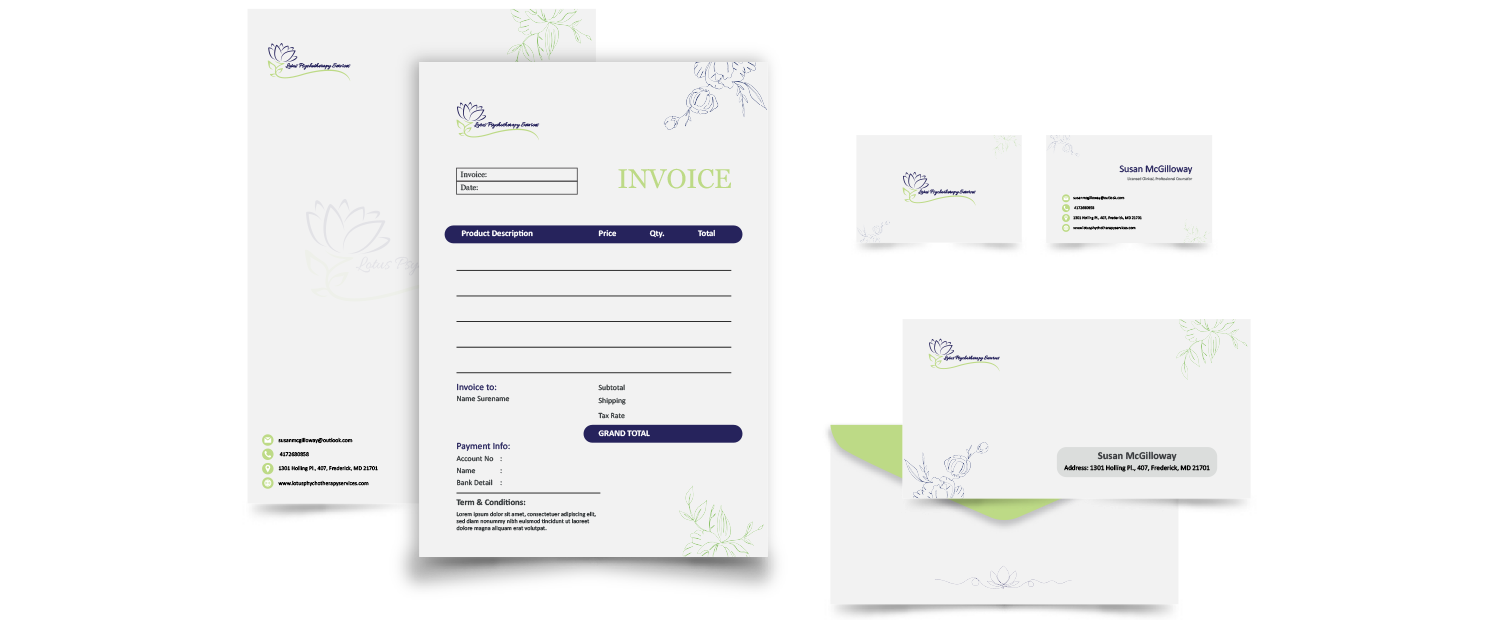 Lotus Psychotherapy Services
Lotus Psy
susanmcgilloway@outlook.com
4172680958
1301 Holling Pl., 407, Frederick, MD 21701
www.lotusphychotherapyservices.com
Lotus Psychotherapy Services
Invoice:
Date:
INVOICE
Product Description Price Qty. Total
Invoice to:
Name Surename
Subtotal
Shipping
Tax Rate
GRAND TOTAL
Payment Info:
Account No :
Name :
Bank Detail :
Term & Conditions:
Lorem ipsum dolor sit amet, consectetuer adipiscing elit,
sed diam nonummy nibh euismod tincidunt ut laoreet
dolore magna aliquam erat volutpat.
Lotus Psychotherapy Services
Susan McGilloway
Licensed Clinical, Professional Counselor
susanmcgilloway@outlook.com
4172680958
1301 Holling Pl., 407, Frederick, MD 21701
www.lotusphychotherapyservices.com
Lotus Psychotherapy Services
Susan McGilloway
Address: 1301 Holling Pl., 407, Frederick, MD 21701